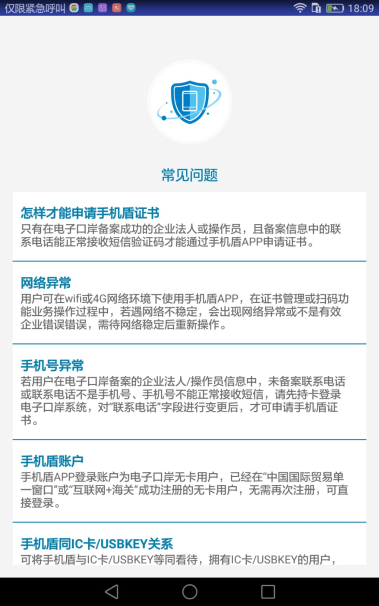 仅限紧急呼叫
18:09
常见问题
怎样才能申请手机盾证书
只有在电子口岸备案成功的企业法人或操作员，且备案信息中的联
系电话能正常接收短信验证码才能通过手机盾APP申请证书。
网络异常
用户可在wifi或4G网络环境下使用手机盾APP，在证书管理或扫码功
能业务操作过程中，若遇网络不稳定，会出现网络异常或不是有效
企业错误错误，需待网络稳定后重新操作。
手机号异常
若用户在电子口岸备案的企业法人/操作员信息中，未备案联系电话
或联系电话不是手机号、手机号不能正常接收短信，请先持卡登录
电子口岸系统，对“联系电话”字段进行变更后，才可申请手机盾证
书。
手机盾账户
手机盾APP登录账户为电子口岸无卡用户，已经在“中国国际贸易单
一窗口”或“互联网+海关”成功注册的无卡用户，无需再次注册，可直
接登录。
手机盾同IC卡/USBKEY关系
可将手机盾与IC卡/USBKEY等同看待，拥有IC卡/USBKEY的用户，